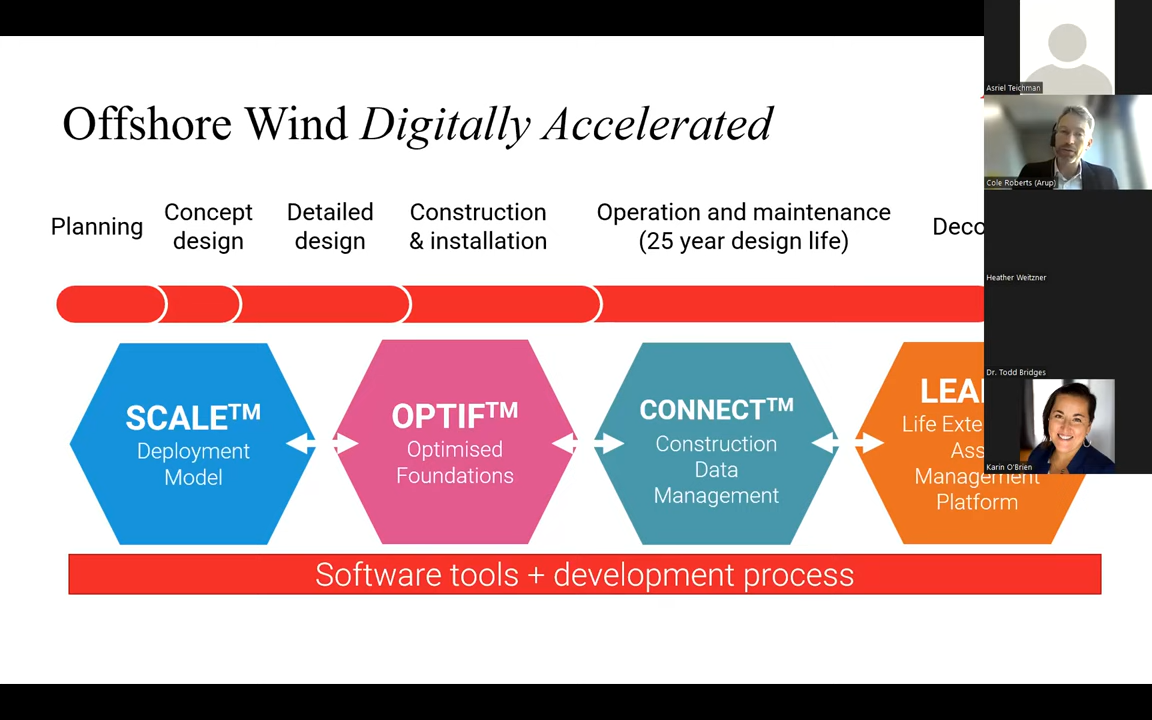 Offshore Wind Digitally Accelerated
Planning
Concept
design
Detailed
design
Construction
& installation
Operation and maintenance
(25 year design life)
Deco
SCALE™
Deployment
Model
OPTIF™
Optimised
Foundations
CONNECT™
Construction
Data
Management
LEA
Life Exte
Ass
Management
Platform
Software tools + development process
Asriel Teichman
Cole Roberts (Arup)
Heather Weitzner
Dr. Todd Bridges
Karin O'Brien